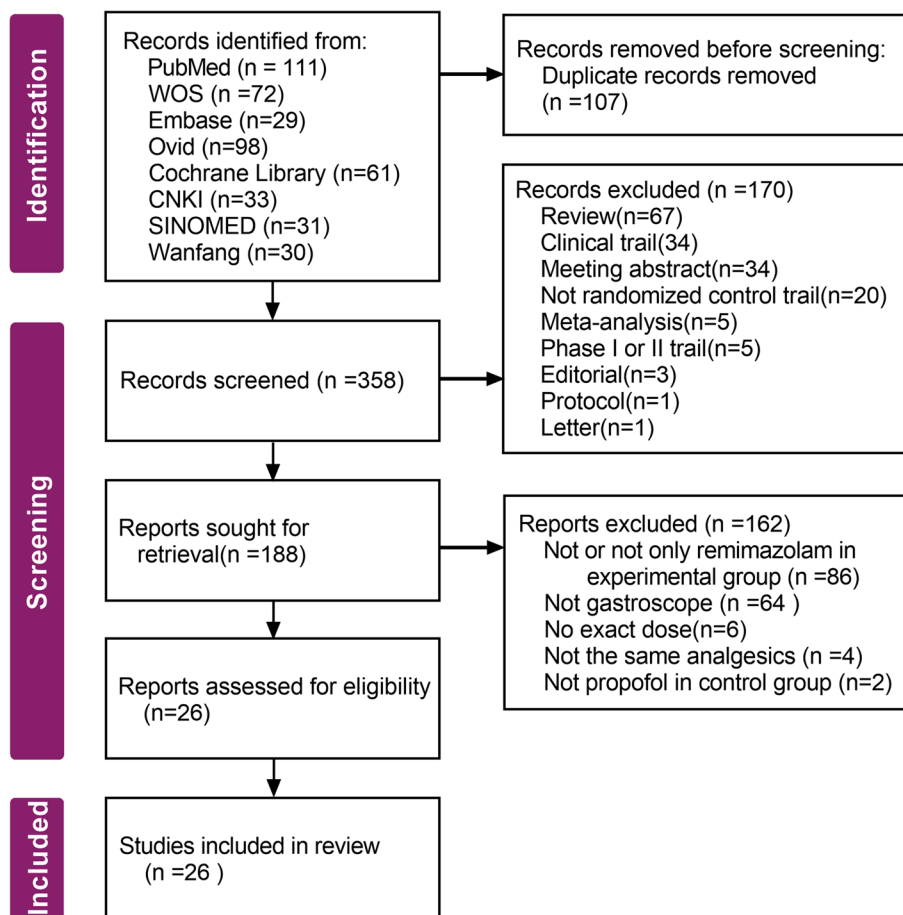 Identification
Records identified from:
PubMed (n = 111)
WOS (n =72)
Embase (n=29)
Ovid (n=98)
Cochrane Library (n=61)
CNKI (n=33)
SINOMED (n=31)
Wanfang (n=30)
Records removed before screening:
Duplicate records removed
(n =107)
Screening
Records screened (n =358)
Records excluded (n =170)
Review(n=67)
Clinical trail(34)
Meeting abstract(n=34)
Not randomized control trail(n=20)
Meta-analysis(n=5)
Phase I or II trail(n=5)
Editorial(n=3)
Protocol(n=1)
Letter(n=1)
Reports sought for
retrieval(n =188)
Reports excluded (n =162)
Not or not only remimazolam in
experimental group (n =86)
Not gastroscope (n =64 )
No exact dose(n=6)
Not the same analgesics (n =4)
Not propofol in control group (n=2)
Reports assessed for eligibility
(n=26)
Included
Studies included in review
(n =26 )